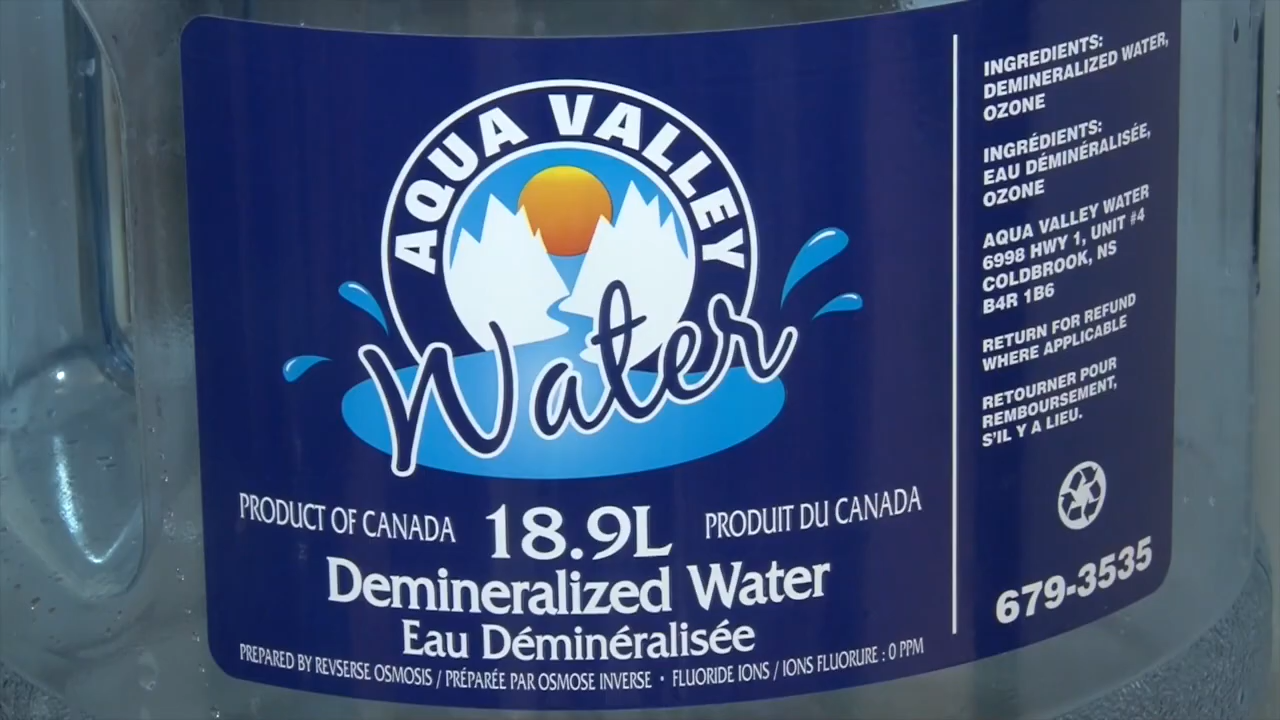 AQUA VALLEY
Water
PRODUCT OF CANADA
18.9L
PRODUIT DU CANADA
Demineralized Water
Eau Déminéralisée
PREPARED BY REVSERSE OSMOSIS / PRÉPARÉE PAR OSMOSE INVERSE • FLUORIDE IONS / IONS FLUORURE : 0 PPM
INGREDIENTS:
DEMINERALIZED WATER,
OZONE
INGRÉDIENTS:
EAU DÉMINÉRALISÉE,
OZONE
AQUA VALLEY WATER
6998 HWY 1, UNIT #4
COLDBROOK, NS
B4R 1B6
RETURN FOR REFUND
WHERE APPLICABLE
RETOURNER POUR
REMBOURSEMENT,
S'IL Y A LIEU.
679-3535